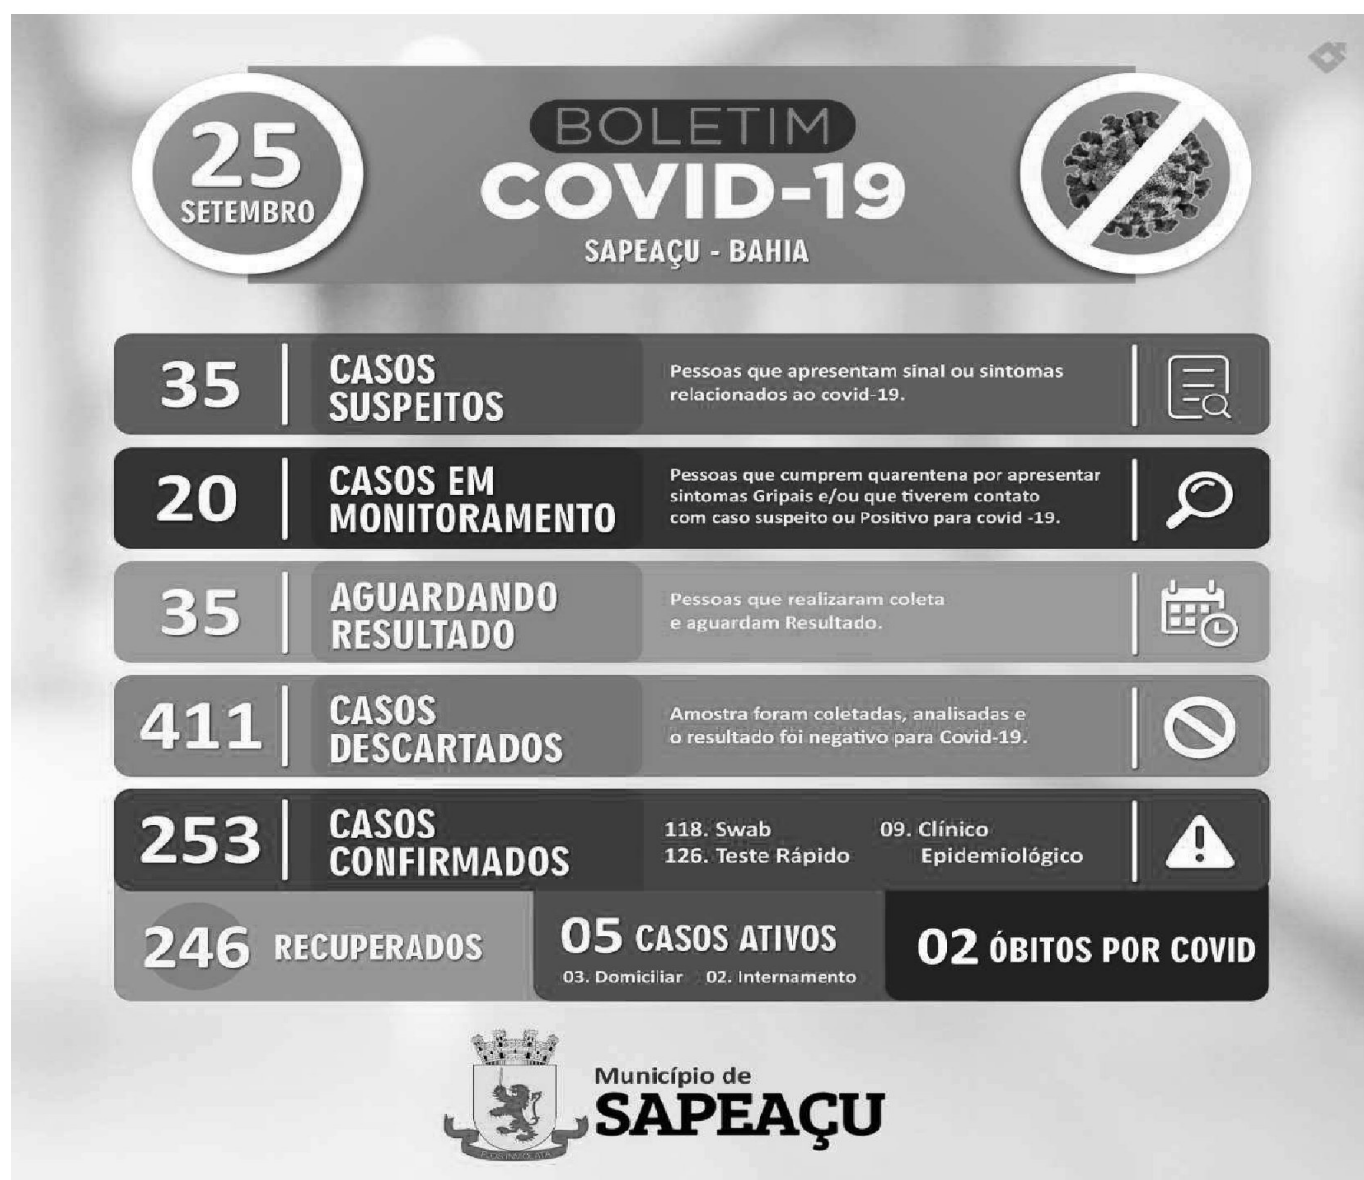 25
SETEMBRO
BOLETIM
COVID-19
SAPEAÇU - BAHIA
35
CASOS
SUSPEITOS
Pessoas que apresentam sinal ou sintomas
relacionados ao covid-19.
20
CASOS EM
MONITORAMENTO
Pessoas que cumprem quarentena por apresentar
sintomas Gripais e/ou que tiverem contato
com caso suspeito ou Positivo para covid -19.
35
AGUARDANDO
RESULTADO
Pessoas que realizaram coleta
e aguardam Resultado.
411
CASOS
DESCARTADOS
Amostra foram coletadas, analisadas e
o resultado foi negativo para Covid-19.
253
CASOS
CONFIRMADOS
118. Swab
126. Teste Rápido
09. Clínico
Epidemiológico
246 RECUPERADOS
05 CASOS ATIVOS
03. Domiciliar 02. Internamento
02 ÓBITOS POR COVID
Município de
SAPEAÇU